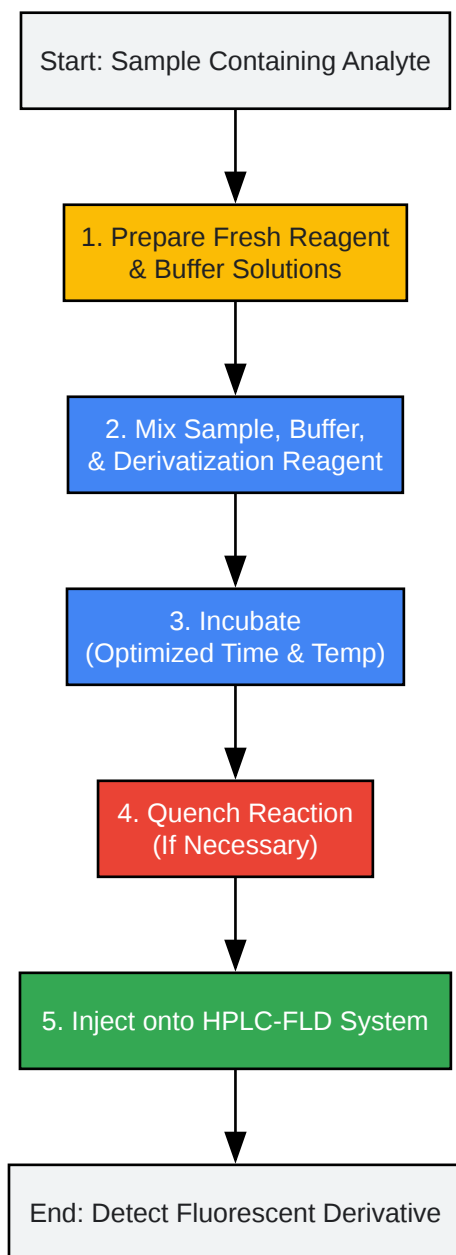 Start: Sample Containing Analyte
1. Prepare Fresh Reagent
& Buffer Solutions
2. Mix Sample, Buffer,
& Derivatization Reagent
3. Incubate
(Optimized Time & Temp)
4. Quench Reaction
(If Necessary)
5. Inject onto HPLC-FLD System
End: Detect Fluorescent Derivative